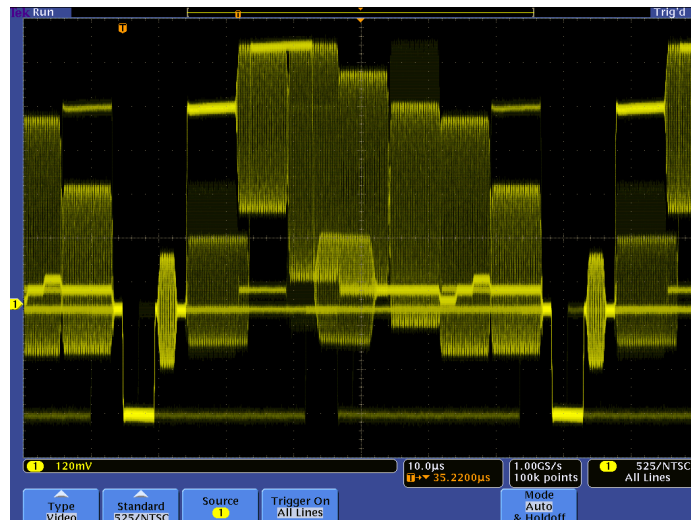 Tek Run Trig'd
T
T
1
1 120mV
10.0µs
T→▼ 35.2200µs
1.00GS/s
100k points
1 525/NTSC
All Lines
Type
Video
Standard
525/NTSC
Source
1
Trigger On
All Lines
Mode
Auto
& Holdoff